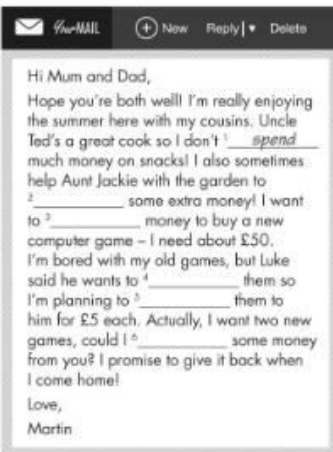 YourMAIL + New Reply | ▾ Delete
Hi Mum and Dad,
Hope you're both well! I'm really enjoying
the summer here with my cousins. Uncle
Ted's a great cook so I don't 1 spend
much money on snacks! I also sometimes
help Aunt Jackie with the garden to
2____________ some extra money! I want
to 3____________ money to buy a new
computer game – I need about £50.
I'm bored with my old games, but Luke
said he wants to 4____________ them so
I'm planning to 5____________ them to
him for £5 each. Actually, I want two new
games, could I 6____________ some money
from you? I promise to give it back when
I come home!
Love,
Martin